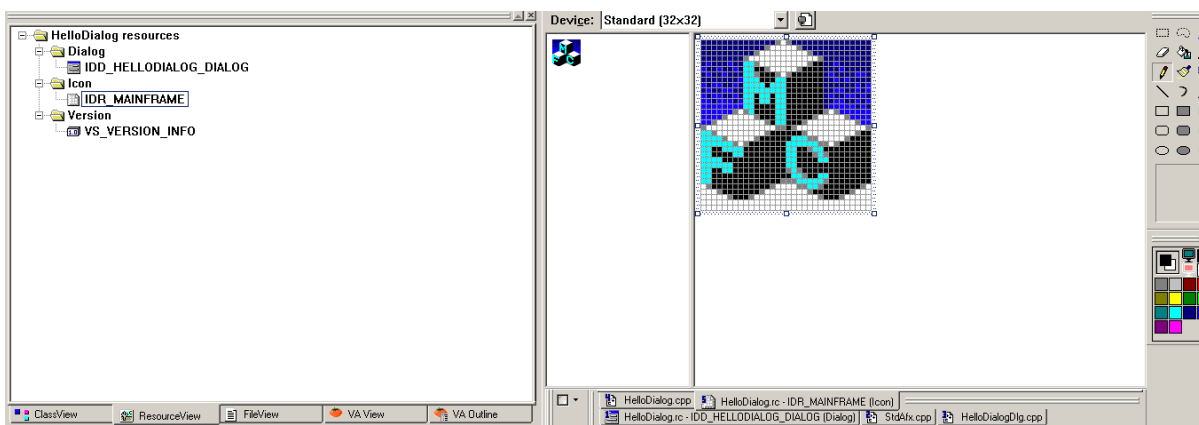 HelloDialog resources
Dialog
IDD_HELLODIALOG_DIALOG
Icon
IDR_MAINFRAME
Version
VS_VERSION_INFO
ClassView ResourceView FileView VA View VA Outline
Device: Standard (32x32)
M
F C
M
F C
HelloDialog.cpp HelloDialog.rc - IDR_MAINFRAME (Icon)
HelloDialog.rc - IDD_HELLODIALOG_DIALOG (Dialog) StdAfx.cpp HelloDialogDlg.cpp